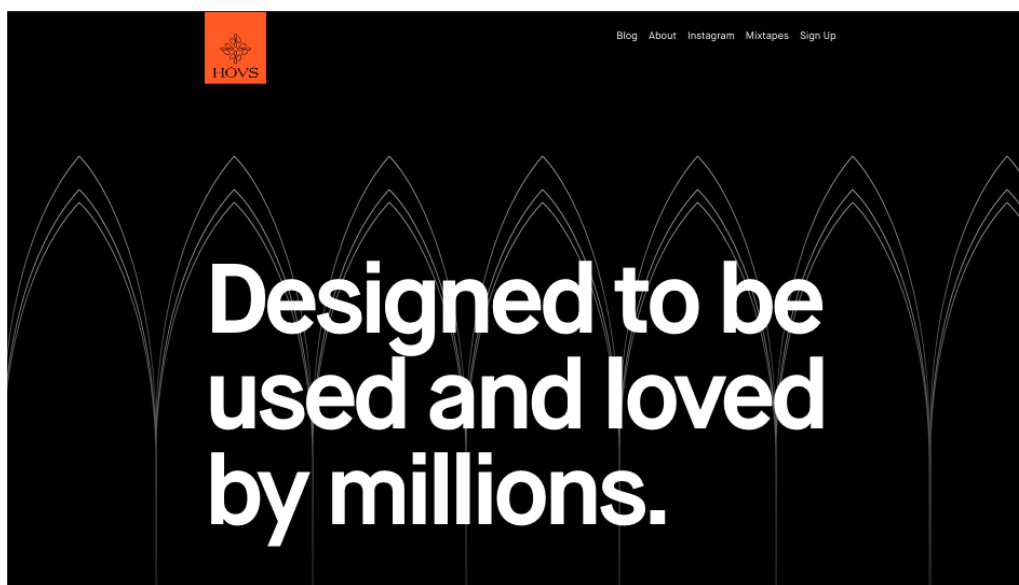 HOVS
Blog About Instagram Mixtapes Sign Up
Designed to be
used and loved
by millions.